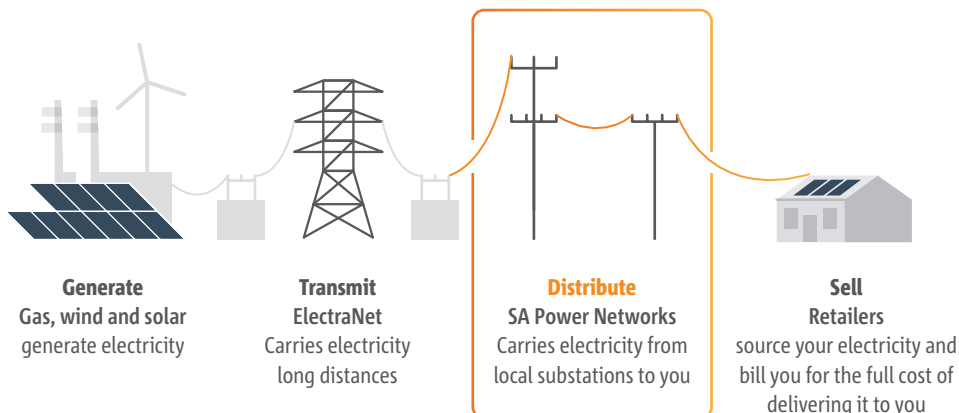 Generate
Gas, wind and solar
generate electricity
Transmit
ElectraNet
Carries electricity
long distances
Distribute
SA Power Networks
Carries electricity from
local substations to you
Sell
Retailers
source your electricity and
bill you for the full cost of
delivering it to you